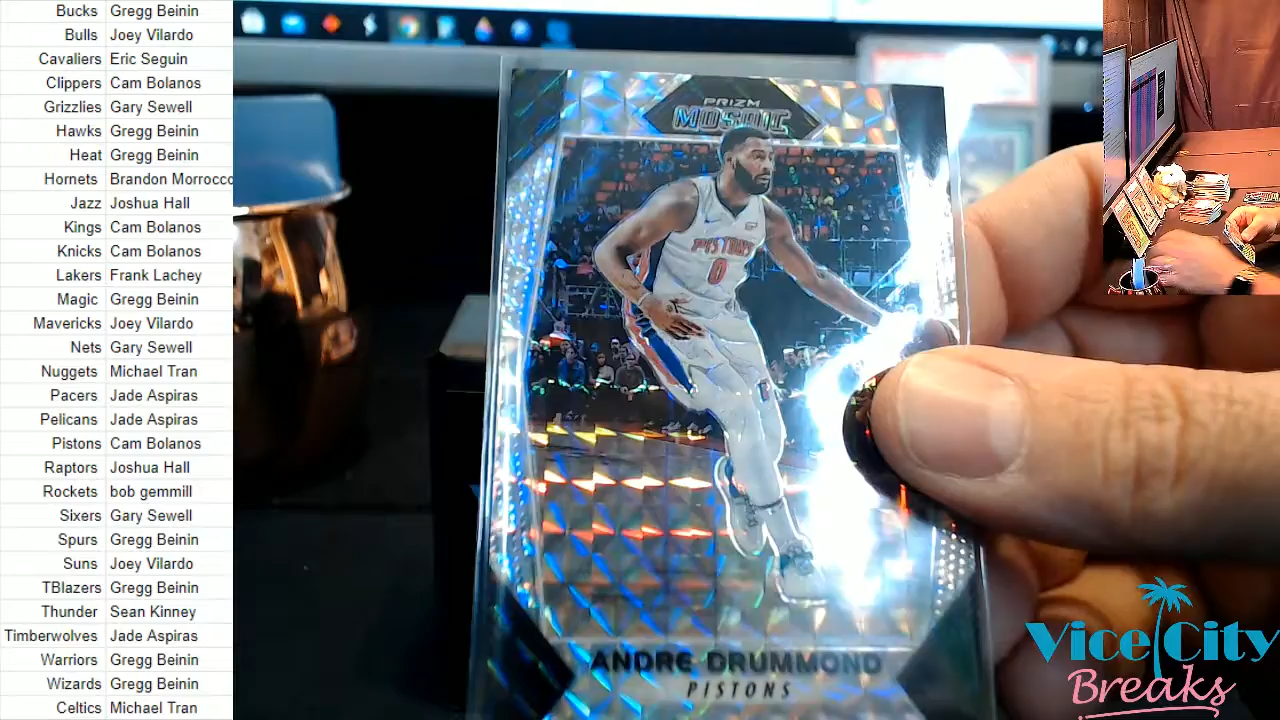 Bucks Gregg Beinin
Bulls Joey Vilardo
Cavaliers Eric Seguin
Clippers Cam Bolanos
Grizzlies Gary Sewell
Hawks Gregg Beinin
Heat Gregg Beinin
Hornets Brandon Morrocco
Jazz Joshua Hall
Kings Cam Bolanos
Knicks Cam Bolanos
Lakers Frank Lachey
Magic Gregg Beinin
Mavericks Joey Vilardo
Nets Gary Sewell
Nuggets Michael Tran
Pacers Jade Aspiras
Pelicans Jade Aspiras
Pistons Cam Bolanos
Raptors Joshua Hall
Rockets bob gemmill
Sixers Gary Sewell
Spurs Gregg Beinin
Suns Joey Vilardo
TBlazers Gregg Beinin
Thunder Sean Kinney
Timberwolves Jade Aspiras
Warriors Gregg Beinin
Wizards Gregg Beinin
Celtics Michael Tran
PRIZM
MOSAIC
PISTONS
0
ANDRE DRUMMOND
PISTONS
Vice City
Breaks